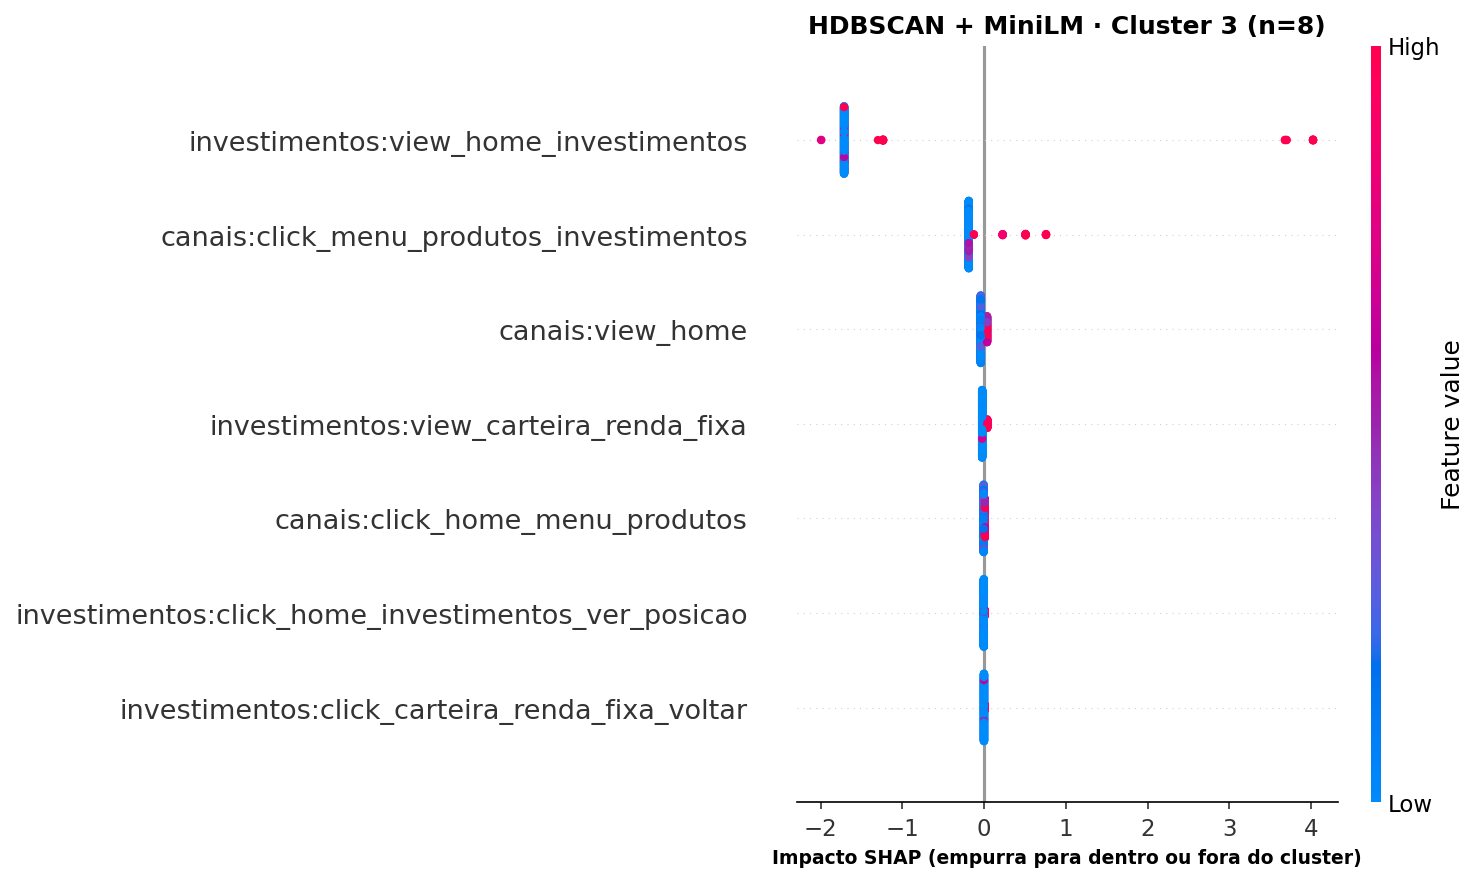 HDBSCAN + MiniLM · Cluster 3 (n=8)
High
investimentos:view_home_investimentos
canais:click_menu_produtos_investimentos
canais:view_home
investimentos:view_carteira_renda_fixa
canais:click_home_menu_produtos
investimentos:click_home_investimentos_ver_posicao
investimentos:click_carteira_renda_fixa_voltar
Feature value
Low
−2 −1 0 1 2 3 4
Impacto SHAP (empurra para dentro ou fora do cluster)